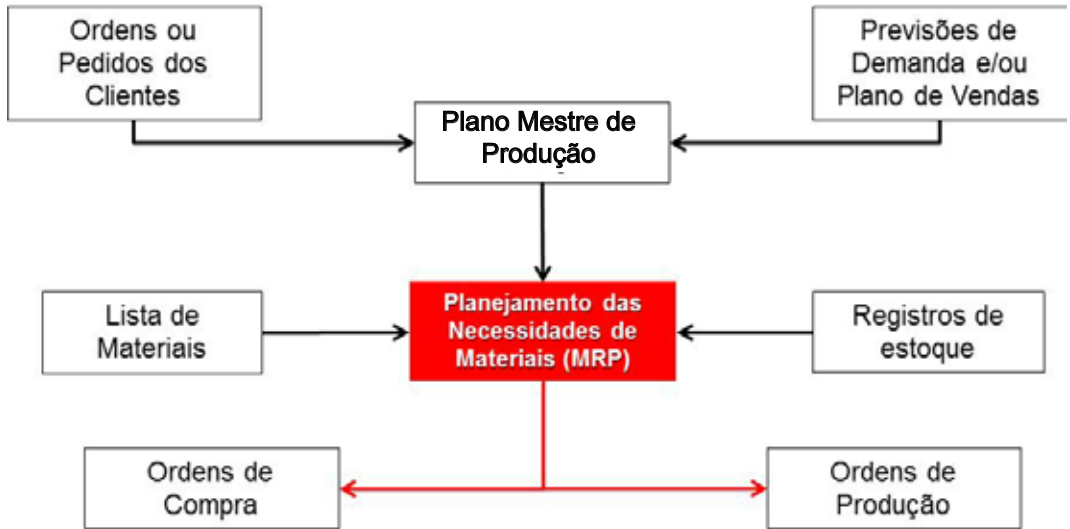 Ordens ou
Pedidos dos
Clientes
Previsões de
Demanda e/ou
Plano de Vendas
Plano Mestre de
Produção
Lista de
Materiais
Planejamento das
Necessidades de
Materiais (MRP)
Registros de
estoque
Ordens de
Compra
Ordens de
Produção